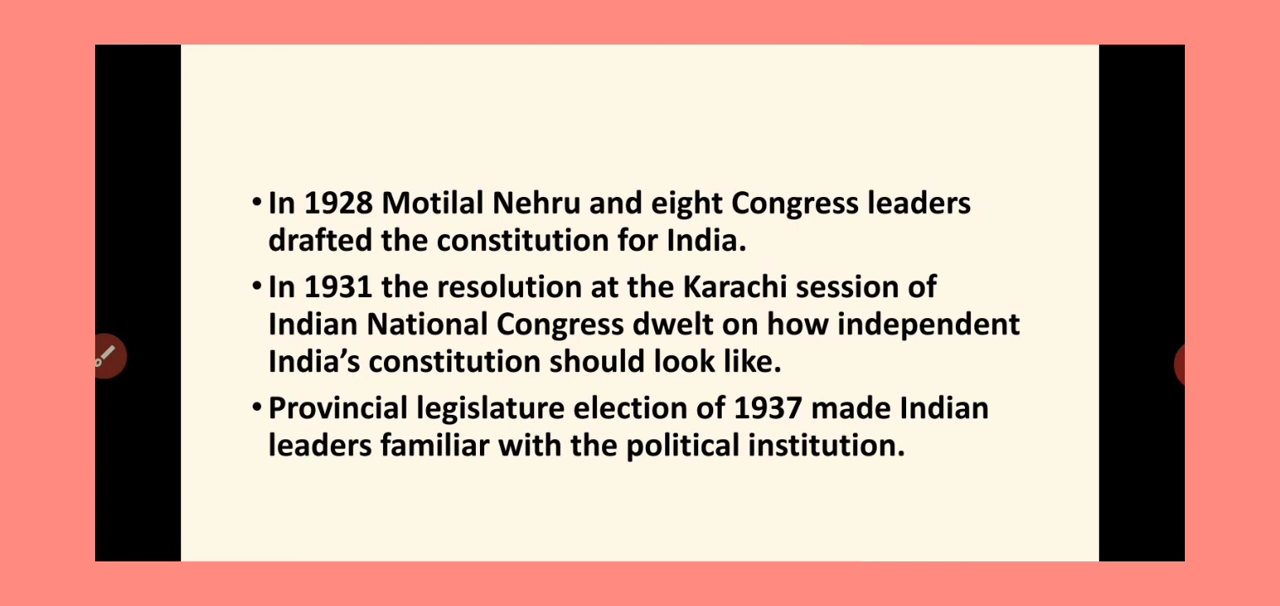 • In 1928 Motilal Nehru and eight Congress leaders
drafted the constitution for India.
• In 1931 the resolution at the Karachi session of
Indian National Congress dwelt on how independent
India’s constitution should look like.
• Provincial legislature election of 1937 made Indian
leaders familiar with the political institution.